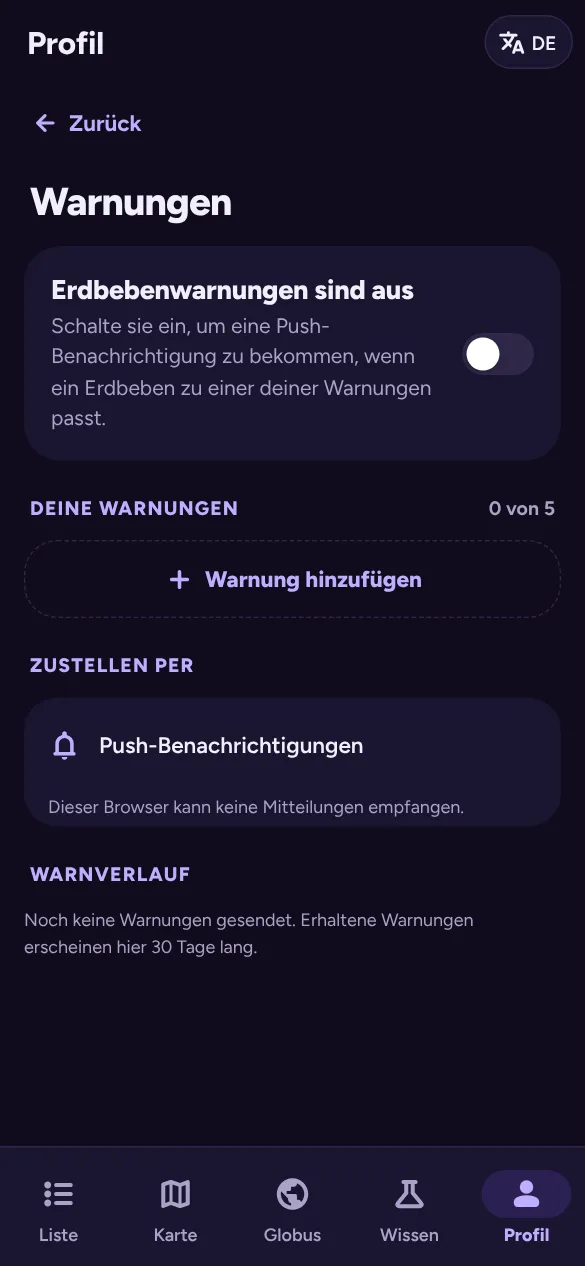 Profil
DE
Zurück
Warnungen
Erdbebenwarnungen sind aus
Schalte sie ein, um eine Push-
Benachrichtigung zu bekommen, wenn
ein Erdbeben zu einer deiner Warnungen
passt.
DEINE WARNUNGEN
0 von 5
Warnung hinzufügen
ZUSTELLEN PER
Push-Benachrichtigungen
Dieser Browser kann keine Mitteilungen empfangen.
WARNVERLAUF
Noch keine Warnungen gesendet. Erhaltene Warnungen
erscheinen hier 30 Tage lang.
Liste
Karte
Globus
Wissen
Profil